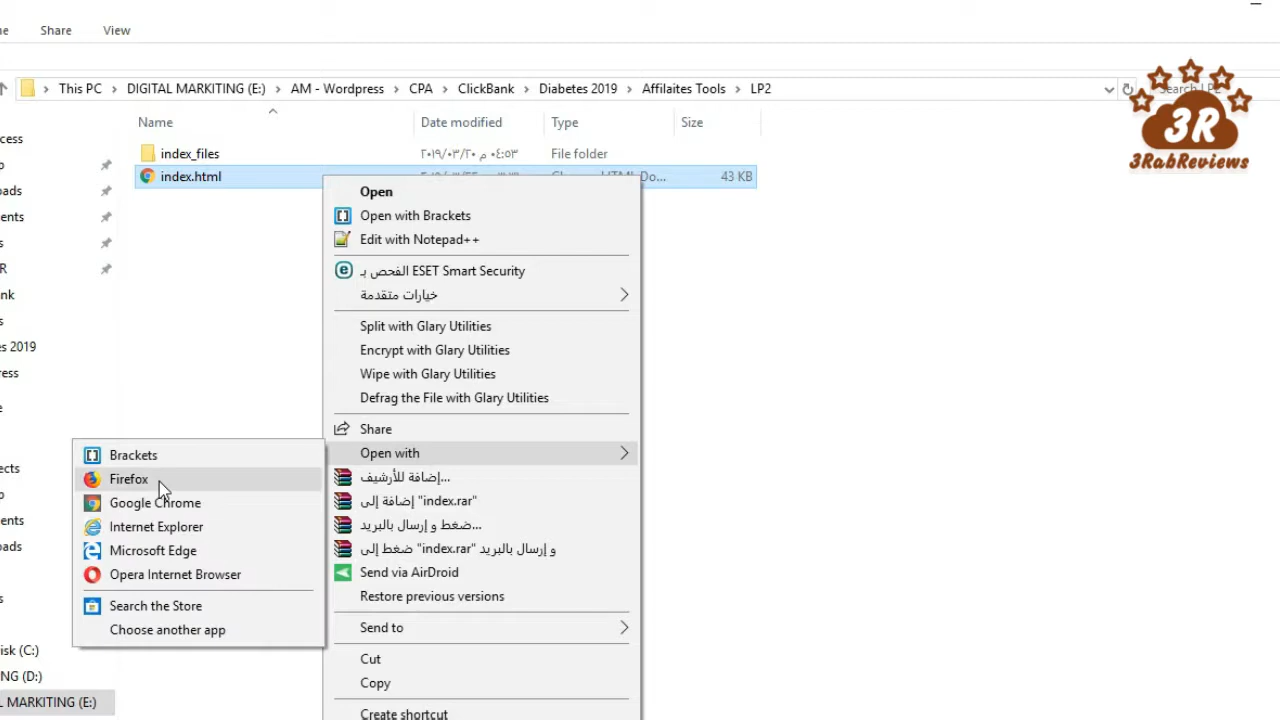 Share
View
This PC > DIGITAL MARKITING (E:) > AM - Wordpress > CPA > ClickBank > Diabetes 2019 > Affilaites Tools > LP2
3R
3RabReviews
Name
Date modified
Type
Size
index_files
٢٠١٩/٠٣/٢٠ م ٠٤:٥٣
File folder
index.html
43 KB
Open
Open with Brackets
Edit with Notepad++
الفحص بـ ESET Smart Security
خيارات متقدمة
Split with Glary Utilities
Encrypt with Glary Utilities
Wipe with Glary Utilities
Defrag the File with Glary Utilities
Share
Open with
إضافة للأرشيف...
إضافة إلى "index.rar"
ضغط و إرسال بالبريد...
ضغط إلى "index.rar" و إرسال بالبريد
Send via AirDroid
Restore previous versions
Send to
Cut
Copy
Create shortcut
Brackets
Firefox
Google Chrome
Internet Explorer
Microsoft Edge
Opera Internet Browser
Search the Store
Choose another app
2019
(C:)
(D:)
MARKITING (E:)